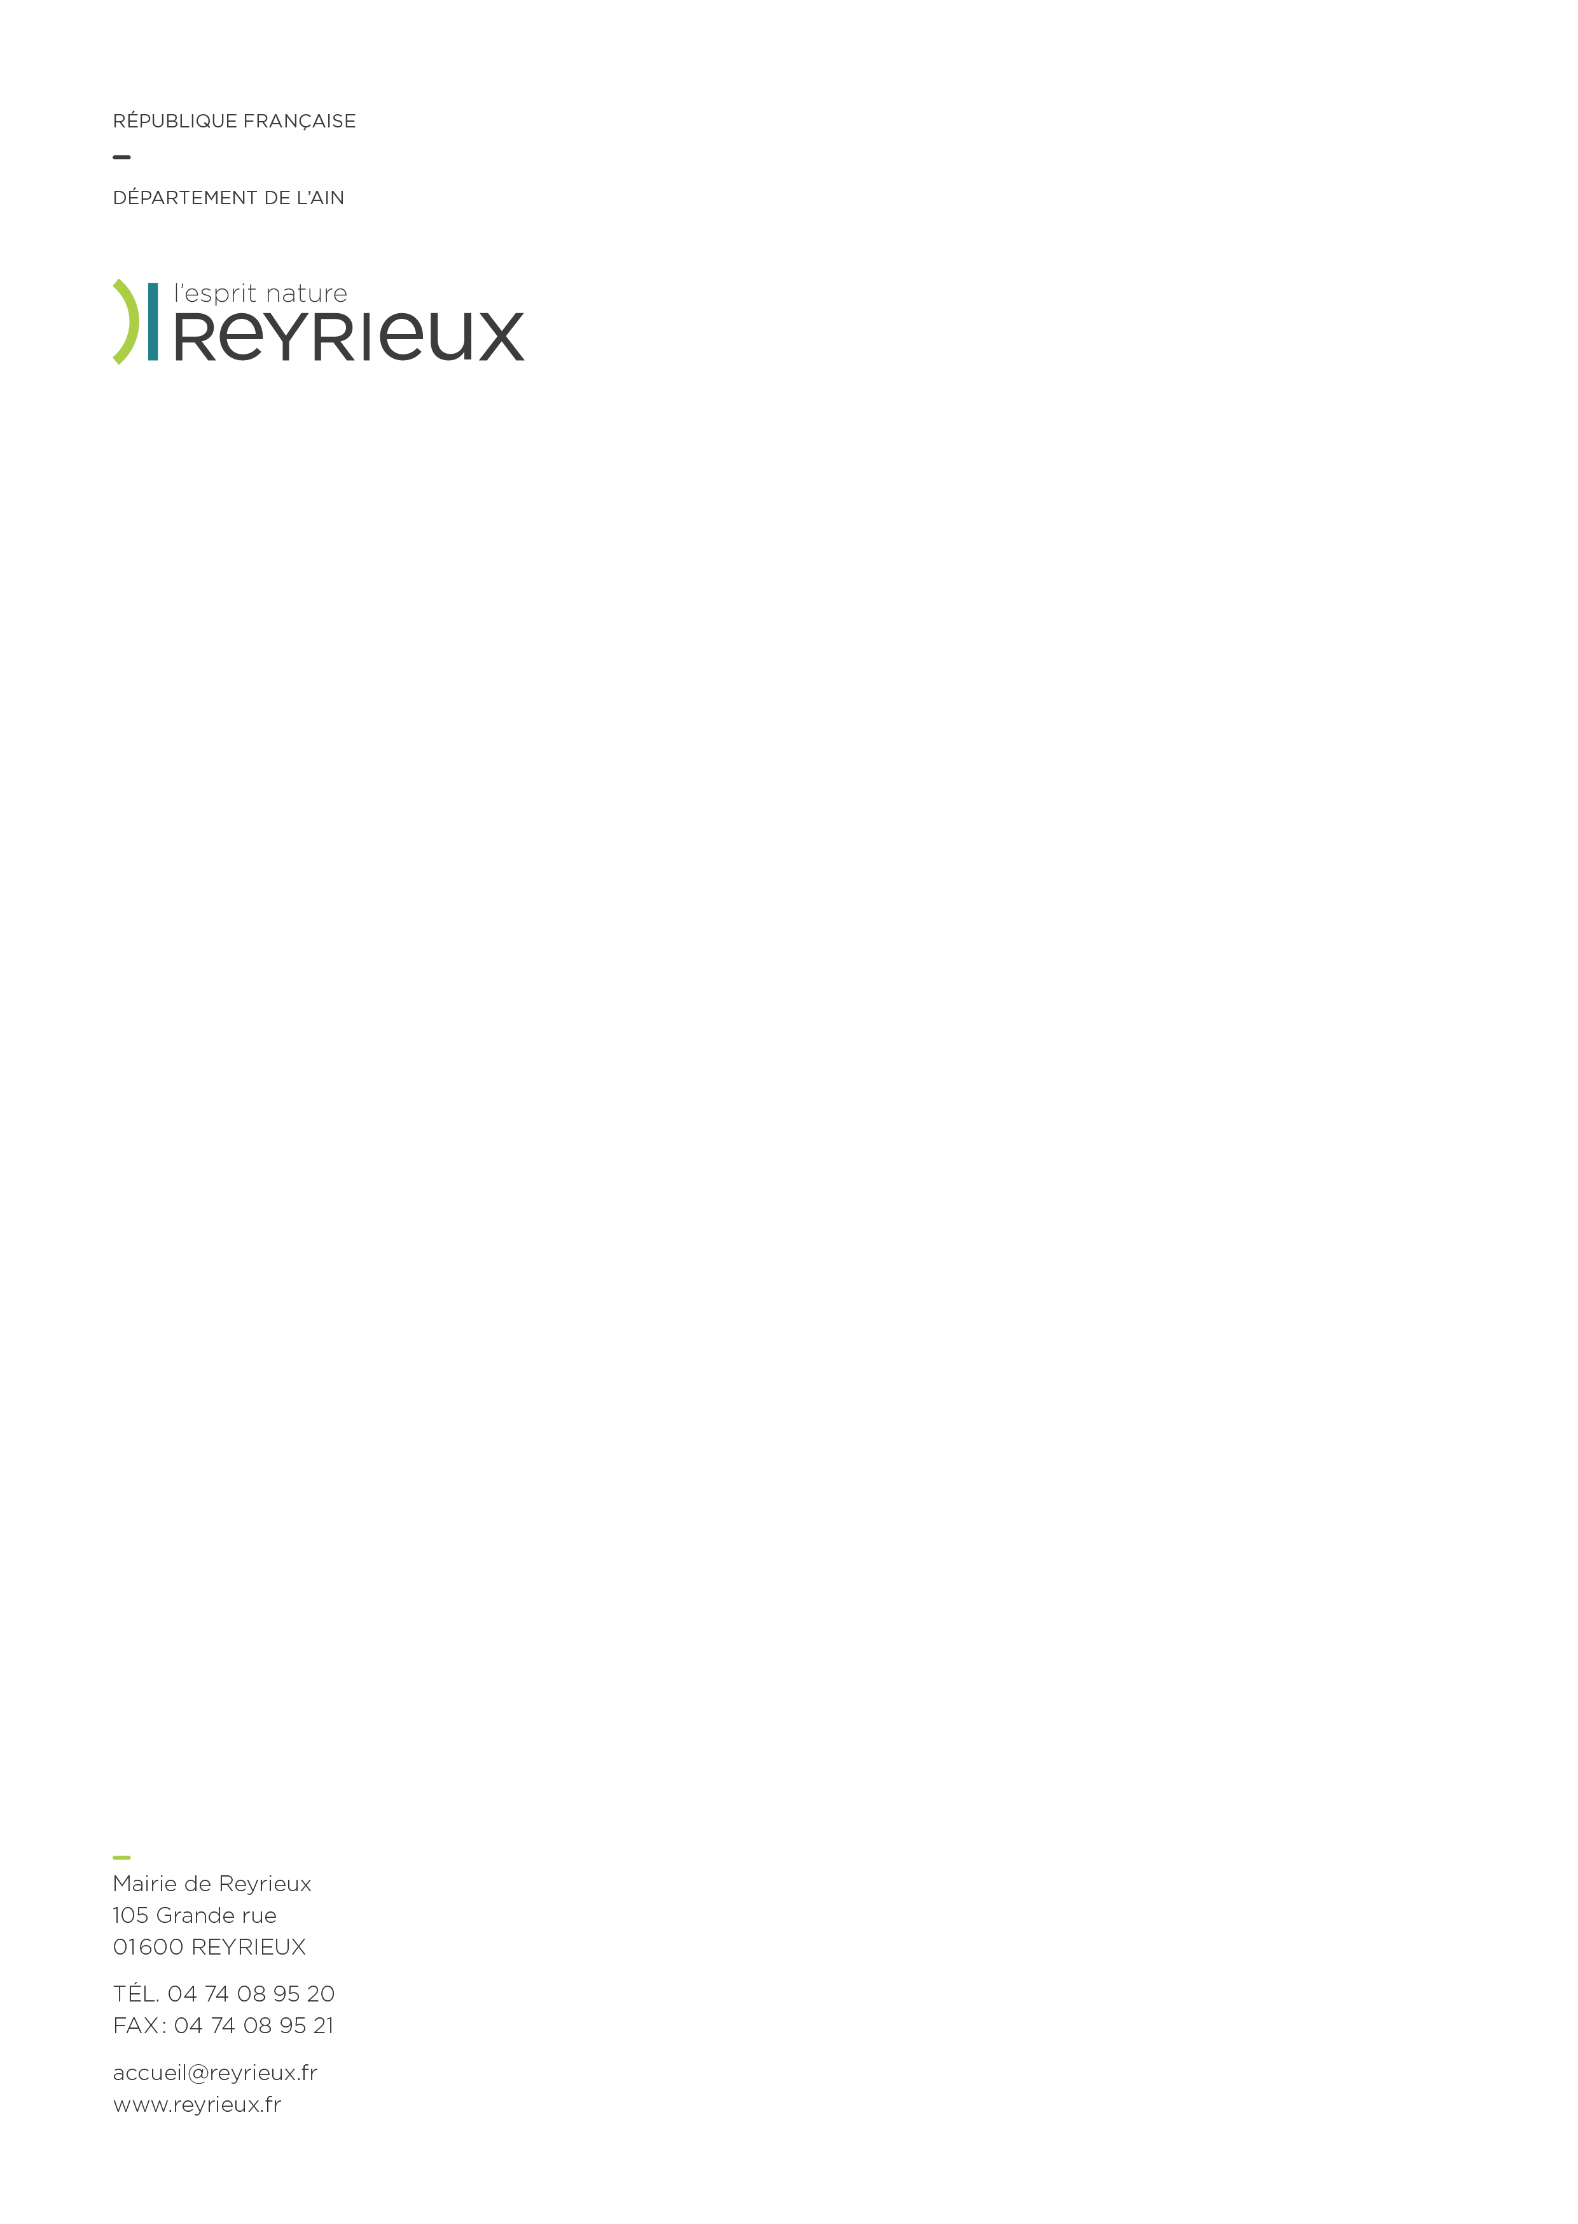 RÉPUBLIQUE FRANÇAISE
DÉPARTEMENT DE L’AIN
l’esprit nature
ReYRIeux
Mairie de Reyrieux
105 Grande rue
01600 REYRIEUX
TÉL. 04 74 08 95 20
FAX : 04 74 08 95 21
accueil@reyrieux.fr
www.reyrieux.fr